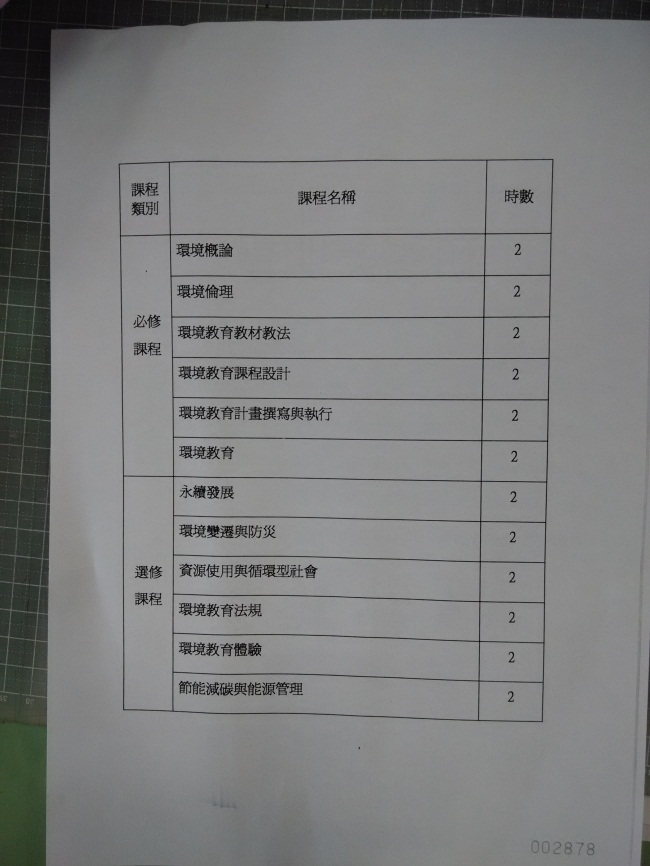 課程
類別
課程名稱
時數
必修
課程
環境概論
2
環境倫理
2
環境教育教材教法
2
環境教育課程設計
2
環境教育計畫撰寫與執行
2
環境教育
2
選修
課程
永續發展
2
環境變遷與防災
2
資源使用與循環型社會
2
環境教育法規
2
環境教育體驗
2
節能減碳與能源管理
2
002878